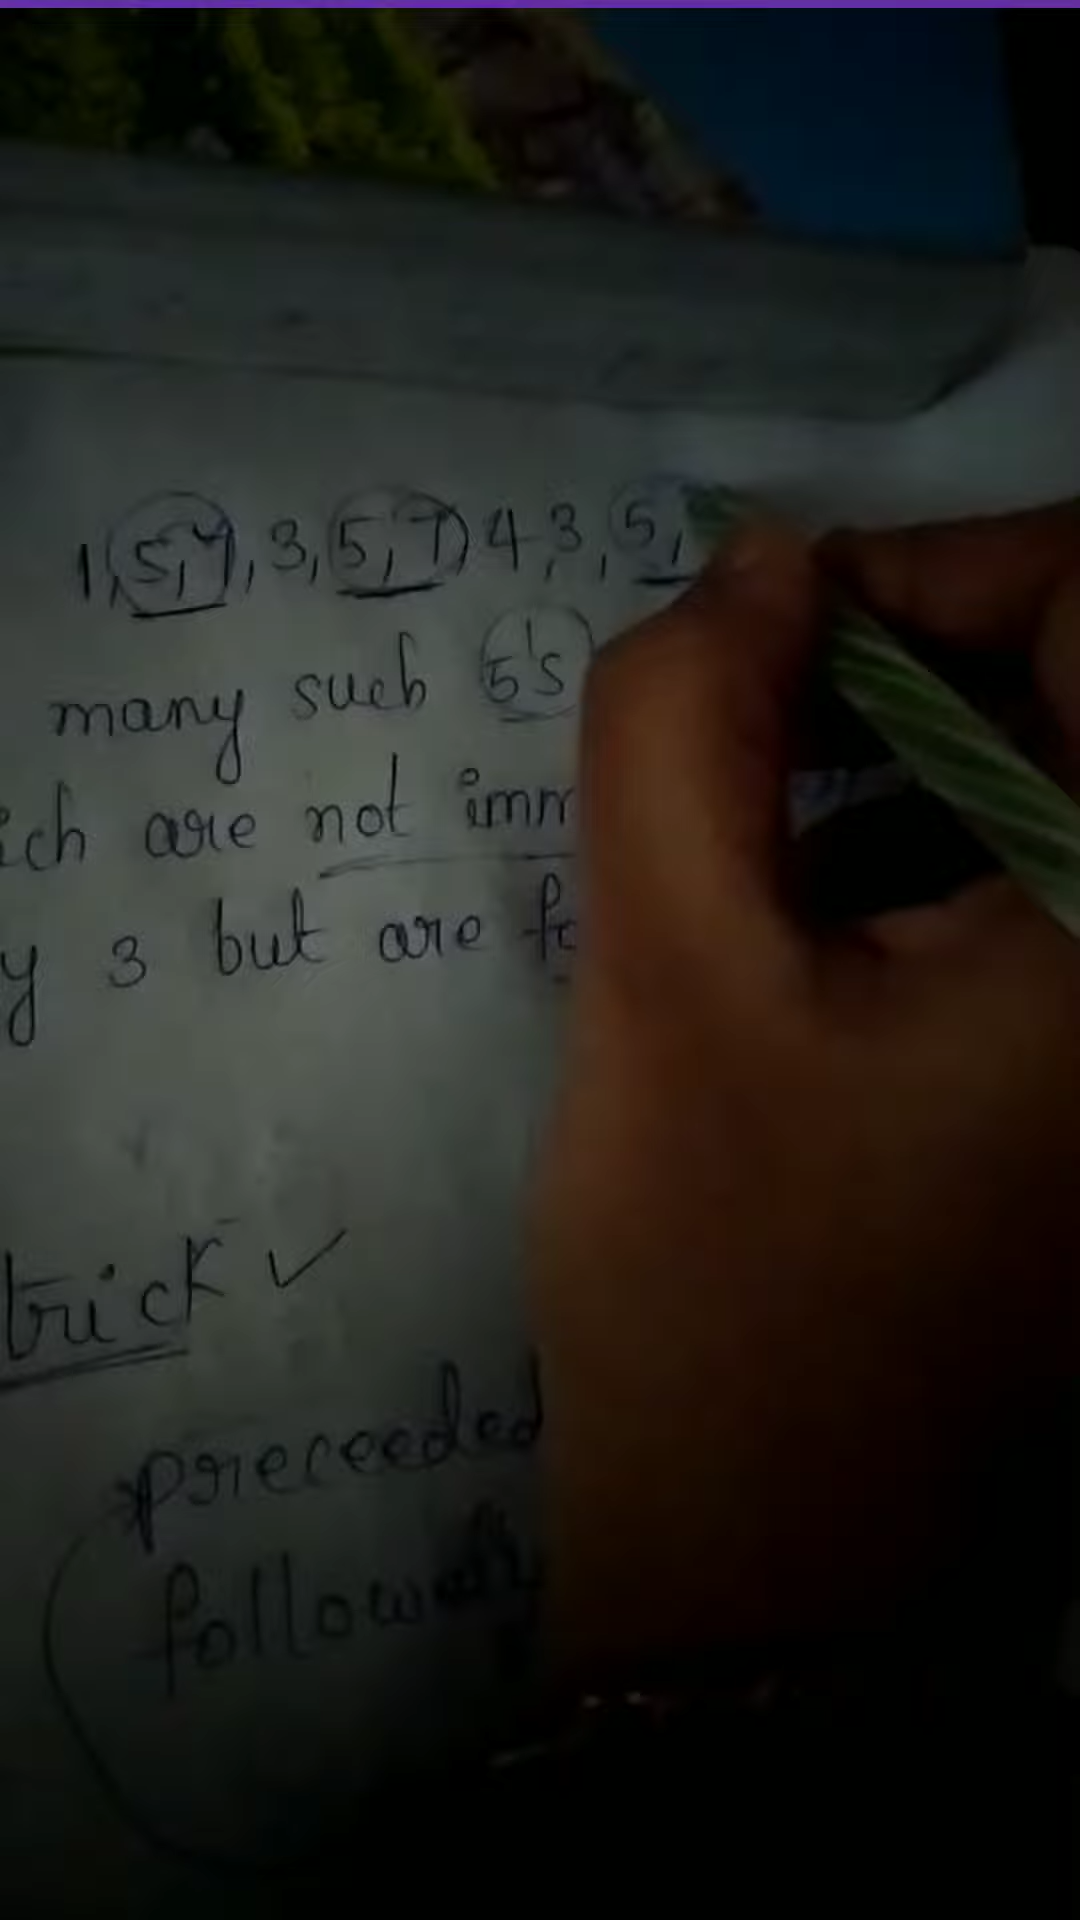 1, 5, 7, 3, 5, 7, 4, 3, 5,
many such 5's
ich are not imm
y 3 but are fo
trick ✓
preceeded
follow